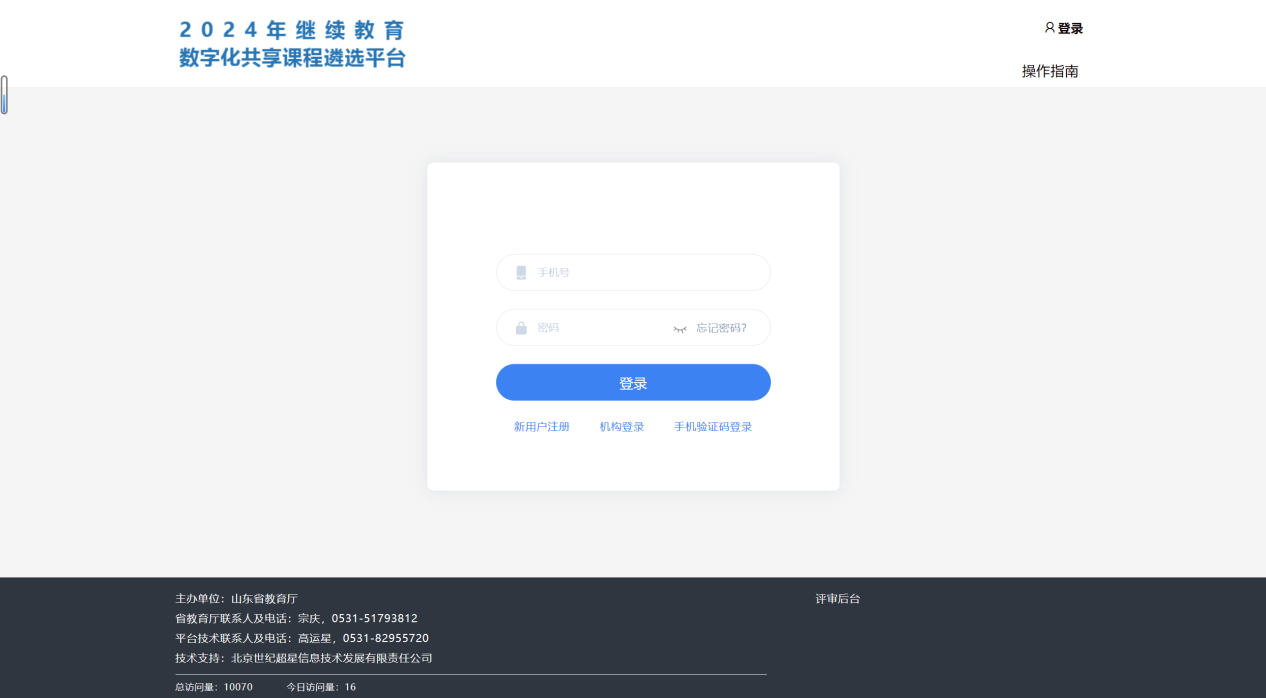 2024年继续教育
数字化共享课程遴选平台
登录
操作指南
手机号
密码
忘记密码?
登录
新用户注册 机构登录 手机验证码登录
主办单位：山东省教育厅
省教育厅联系人及电话：宗庆，0531-51793812
平台技术联系人及电话：高运星，0531-82955720
技术支持：北京世纪超星信息技术发展有限责任公司
评审后台
总访问量：10070 今日访问量：16